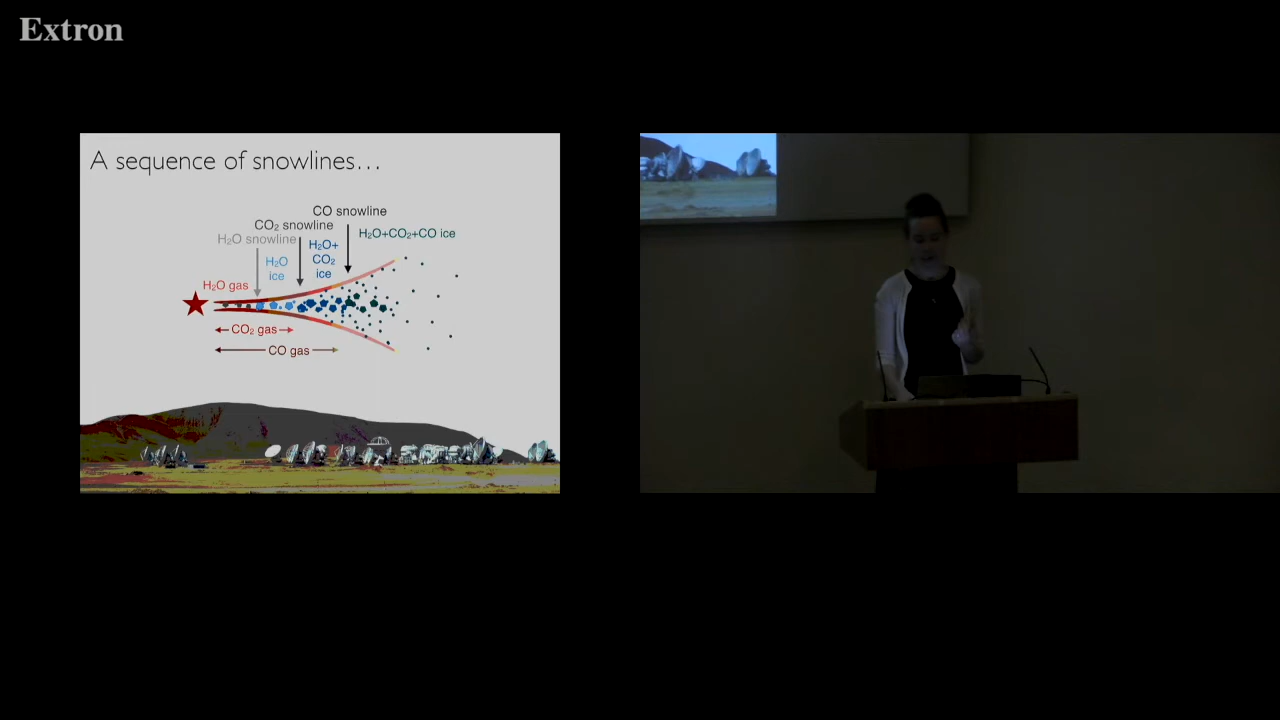 Extron
A sequence of snowlines…
CO snowline
CO₂ snowline
H₂O snowline
H₂O+CO₂+CO ice
H₂O+
CO₂
ice
H₂O
ice
H₂O gas
CO₂ gas
CO gas